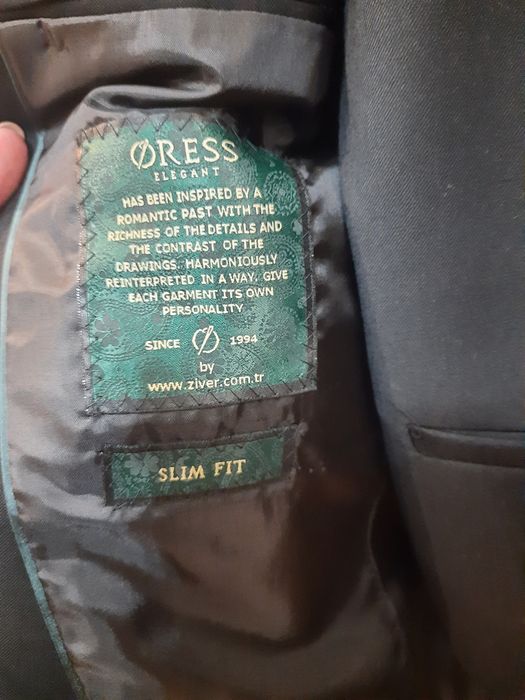 ØRESS
ELEGANT
HAS BEEN INSPIRED BY A
ROMANTIC PAST WITH THE
RICHNESS OF THE DETAILS AND
THE CONTRAST OF THE
DRAWINGS. HARMONIOUSLY
REINTERPRETED IN A WAY. GIVE
EACH GARMENT ITS OWN
PERSONALITY
SINCE 1994
by
www.ziver.com.tr
SLIM FIT